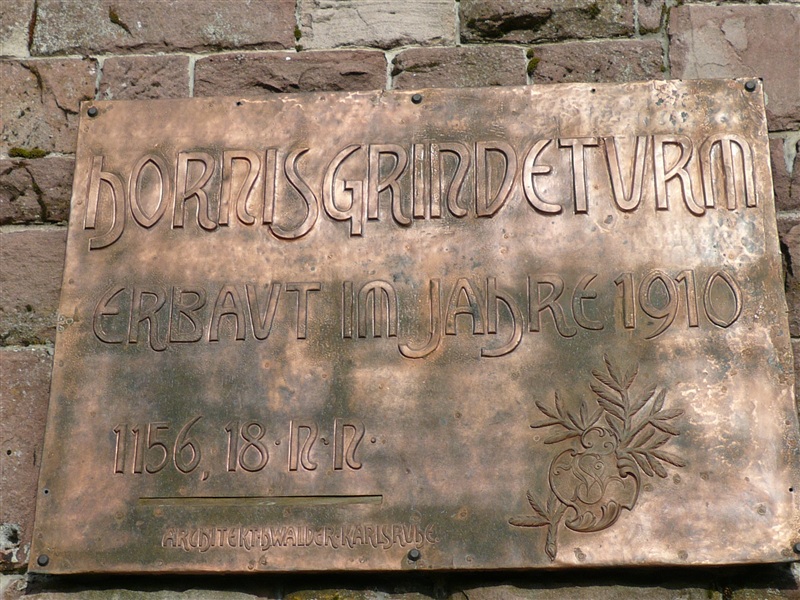 HORNISGRINDETURM
ERBAUT IM JAHRE 1910
1156,18·N·N·
ARCHITEKT·H·WALDER·KARLSRUHE